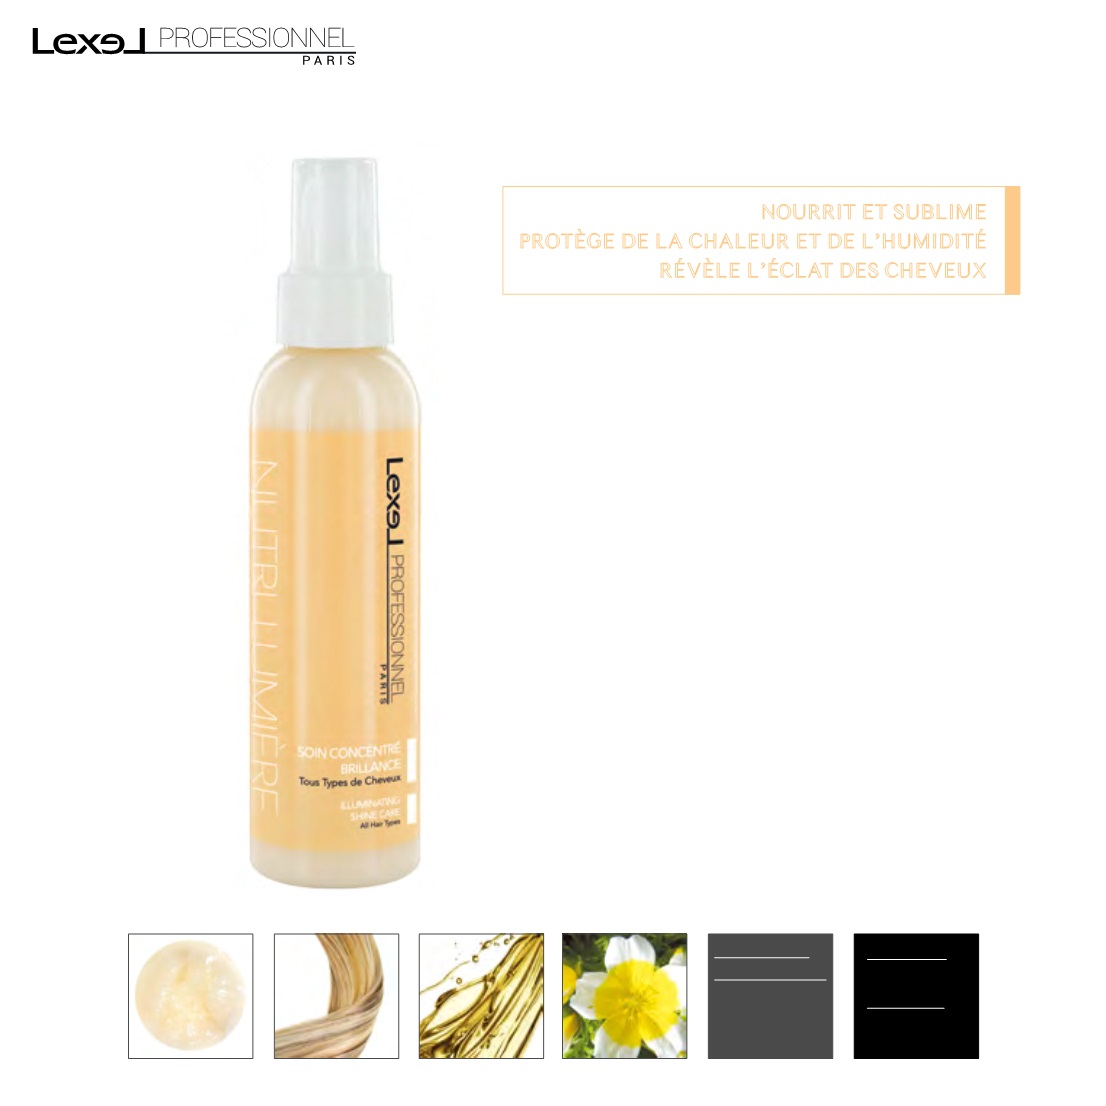 Lexel PROFESSIONNEL
PARIS
NOURRIT ET SUBLIME
PROTÈGE DE LA CHALEUR ET DE L'HUMIDITÉ
RÉVÈLE L'ÉCLAT DES CHEVEUX
NUTRI LUMIÈRE
Lexel PROFESSIONNEL
PARIS
SOIN CONCENTRÉ
BRILLANCE
Tous Types de Cheveux
ILLUMINATING
SHINE CARE
All Hair Types